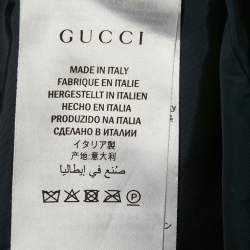 GUCCI
MADE IN ITALY
FABRIQUE EN ITALIE
HERGESTELLT IN ITALIEN
HECHO EN ITALIA
PRODUZIDO NA ITALIA
СДЕЛАНО В ИТАЛИИ
イタリア製
产地:意大利
صُنع في إيطاليا